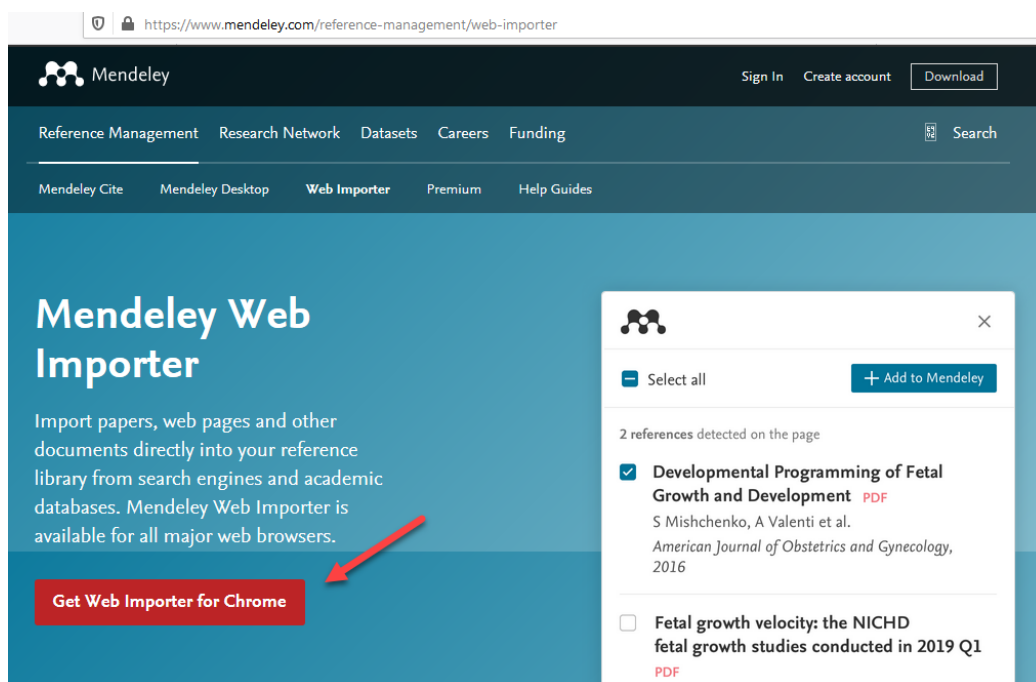 https://www.mendeley.com/reference-management/web-importer
Mendeley
Sign In Create account Download
Reference Management Research Network Datasets Careers Funding Search
Mendeley Cite Mendeley Desktop Web Importer Premium Help Guides
Mendeley Web
Importer
Import papers, web pages and other
documents directly into your reference
library from search engines and academic
databases. Mendeley Web Importer is
available for all major web browsers.
Get Web Importer for Chrome
Select all + Add to Mendeley
2 references detected on the page
Developmental Programming of Fetal
Growth and Development PDF
S Mishchenko, A Valenti et al.
American Journal of Obstetrics and Gynecology,
2016
Fetal growth velocity: the NICHD
fetal growth studies conducted in 2019 Q1
PDF